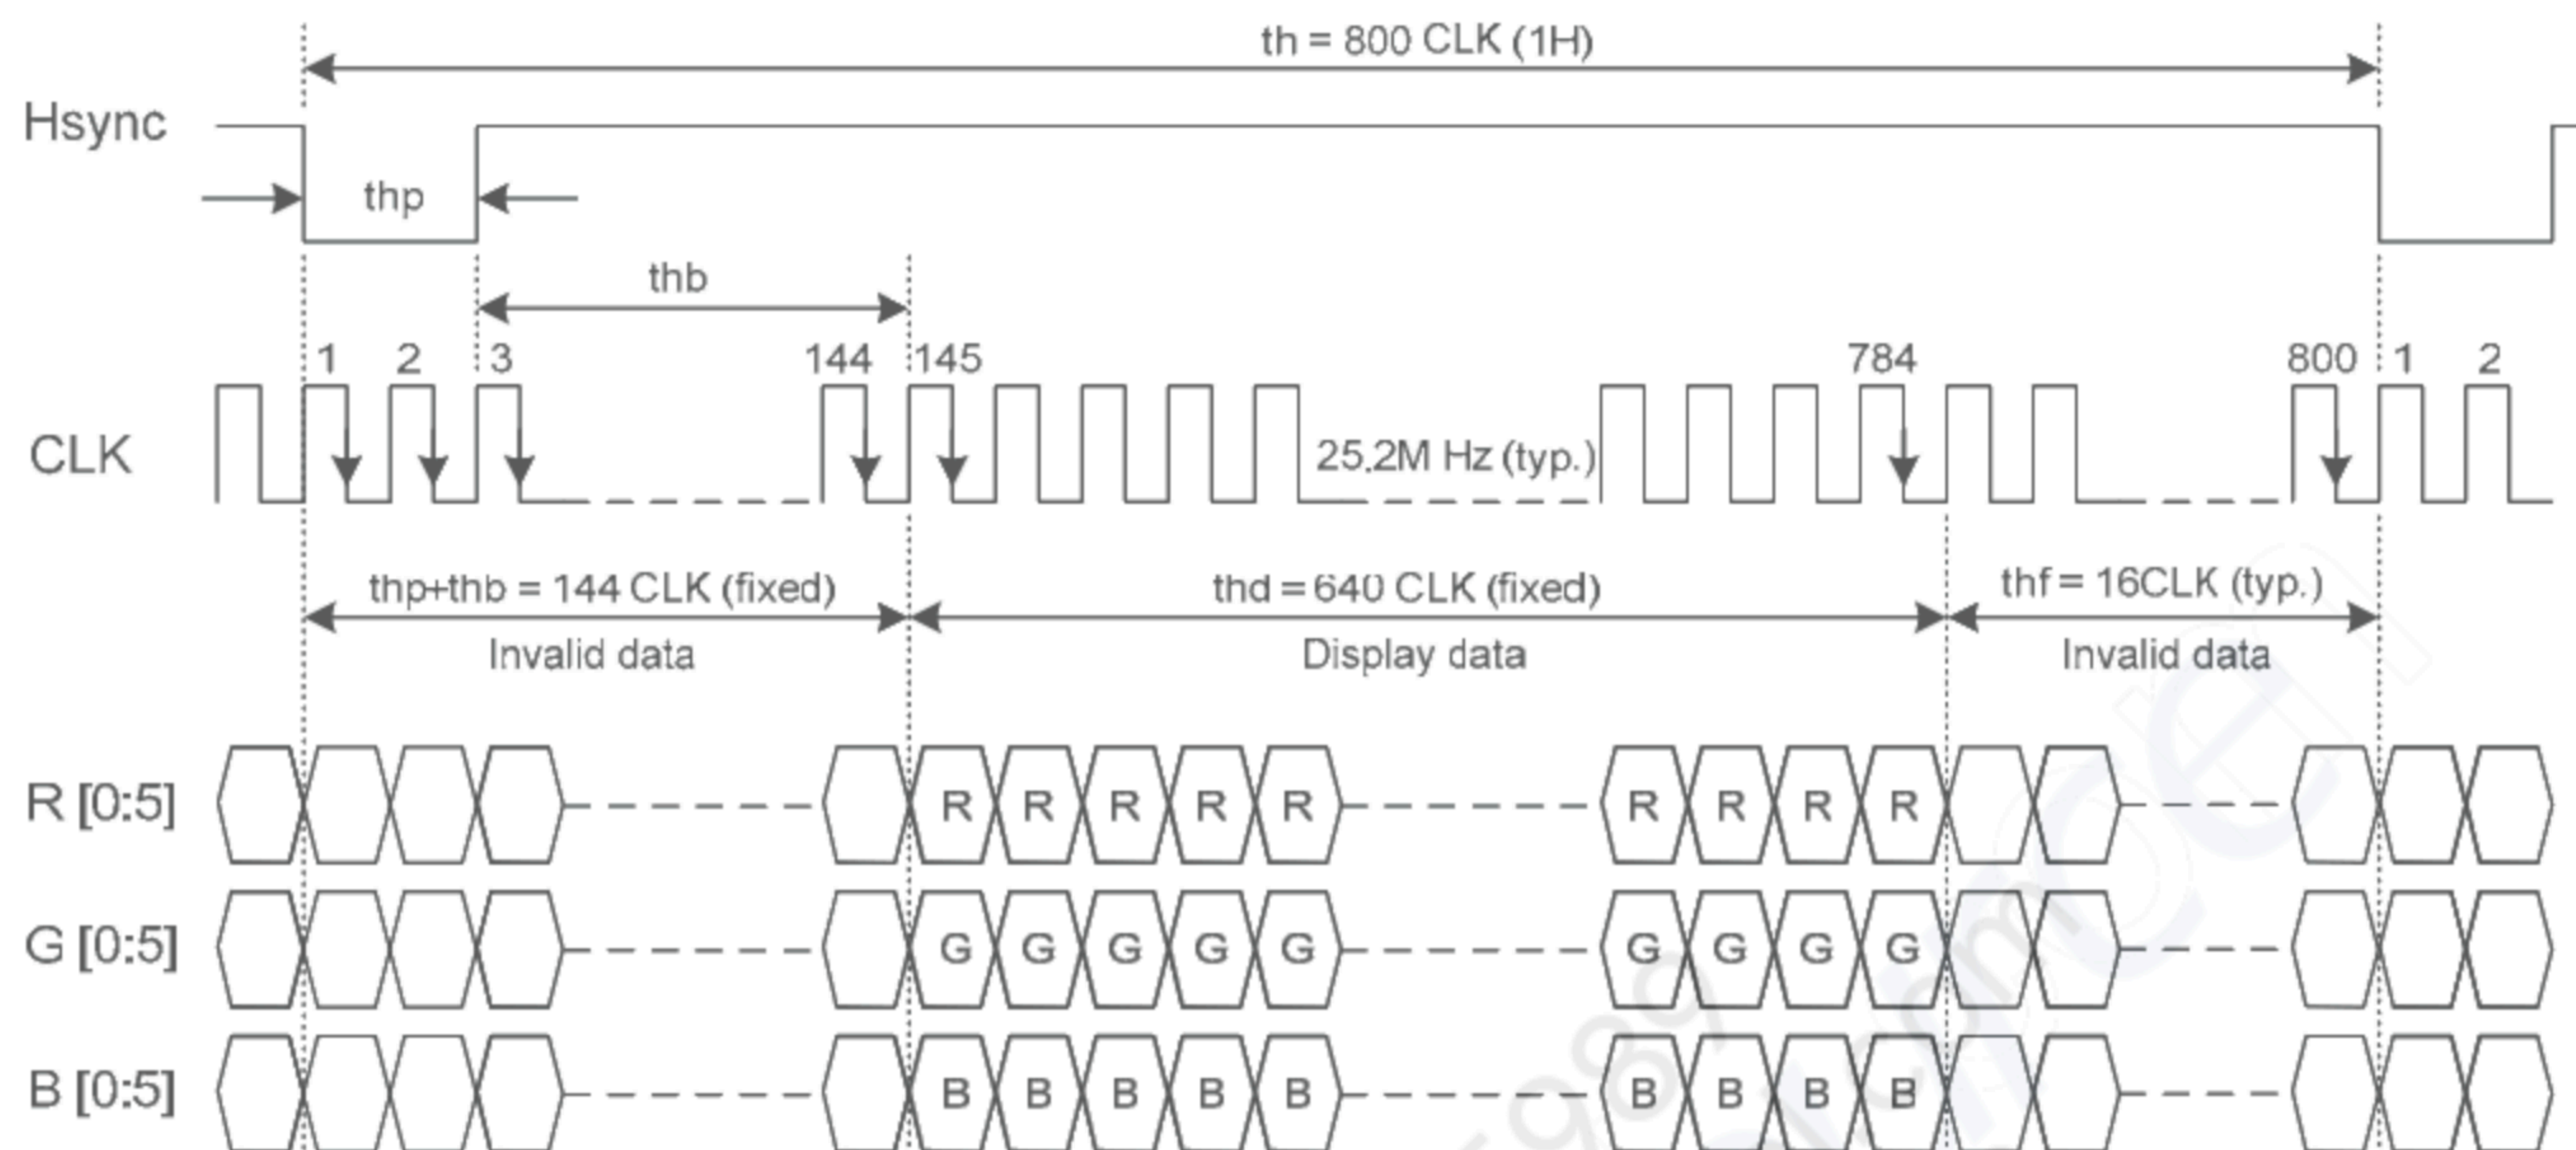 th = 800 CLK (1H)
Hsync
thp
thb
1 2 3 144 145 784 800 1 2
CLK
25.2M Hz (typ.)
thp+thb = 144 CLK (fixed) thd = 640 CLK (fixed) thf = 16CLK (typ.)
Invalid data Display data Invalid data
R [0:5] R R R R R R R R R
G [0:5] G G G G G G G G G
B [0:5] B B B B B B B B B